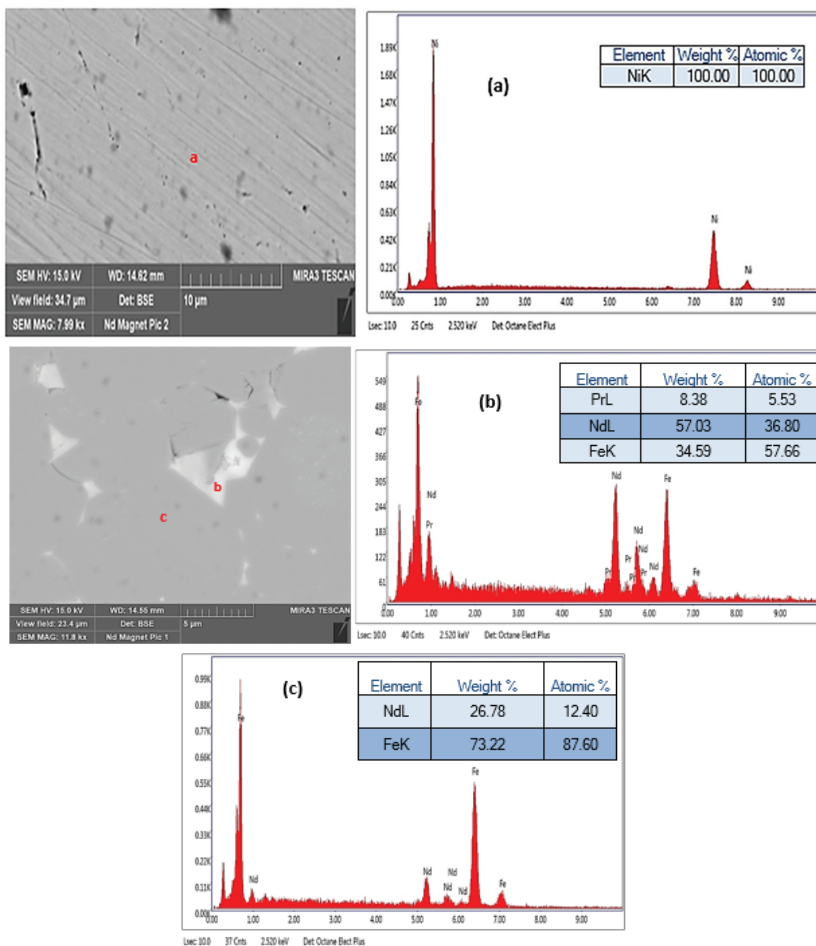 a
SEM HV: 15.0 kV WD: 14.62 mm MIRA3 TESCAN
View field: 34.7 µm Det: BSE 10 µm
SEM MAG: 7.99 kx Nd Magnet Pic 2
(a)
Element Weight % Atomic %
NiK 100.00 100.00
1.89K
1.68K
1.47K
1.26K
1.05K
0.84K
0.63K
0.42K
0.21K
0.00K
Ni
Ni
Ni
0.00 1.00 2.00 3.00 4.00 5.00 6.00 7.00 8.00 9.00
Lsec: 10.0 25 Cnts 2.520 keV Det: Octane Elect Plus
b
c
SEM HV: 15.0 kV WD: 14.55 mm MIRA3 TESCAN
View field: 23.4 µm Det: BSE 5 µm
SEM MAG: 11.8 kx Nd Magnet Pic 1
(b)
Element Weight % Atomic %
PrL 8.38 5.53
NdL 57.03 36.80
FeK 34.59 57.66
549
488
427
366
305
244
183
122
61
0
Fe
Nd
Pr
Pr
Nd
Pr
Pr
Nd
Nd
Pr
Nd
Fe
Fe
0.00 1.00 2.00 3.00 4.00 5.00 6.00 7.00 8.00 9.00
Lsec: 10.0 40 Cnts 2.520 keV Det: Octane Elect Plus
(c)
Element Weight % Atomic %
NdL 26.78 12.40
FeK 73.22 87.60
0.99K
0.88K
0.77K
0.66K
0.55K
0.44K
0.33K
0.22K
0.11K
0.00K
Fe
Nd
Nd
Nd
Nd
Nd
Fe
Fe
0.00 1.00 2.00 3.00 4.00 5.00 6.00 7.00 8.00 9.00
Lsec: 10.0 37 Cnts 2.520 keV Det: Octane Elect Plus